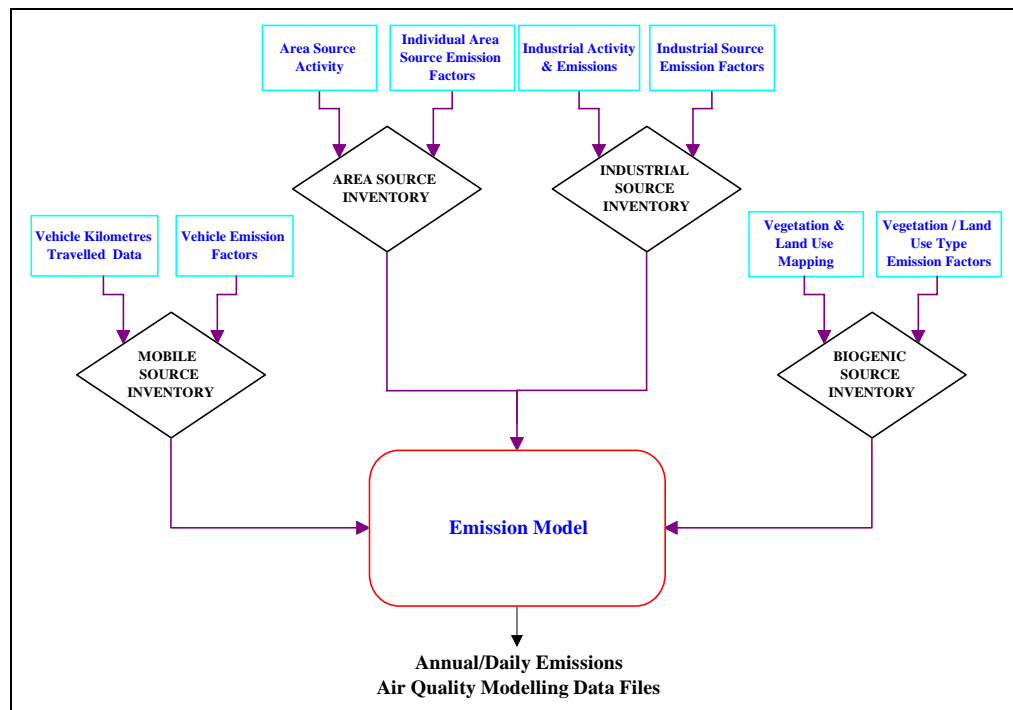 Area Source
Activity
Individual Area
Source Emission
Factors
Industrial Activity
& Emissions
Industrial Source
Emission Factors
AREA SOURCE
INVENTORY
INDUSTRIAL
SOURCE
INVENTORY
Vehicle Kilometres
Travelled Data
Vehicle Emission
Factors
Vegetation &
Land Use
Mapping
Vegetation / Land
Use Type
Emission Factors
MOBILE
SOURCE
INVENTORY
BIOGENIC
SOURCE
INVENTORY
Emission Model
Annual/Daily Emissions
Air Quality Modelling Data Files